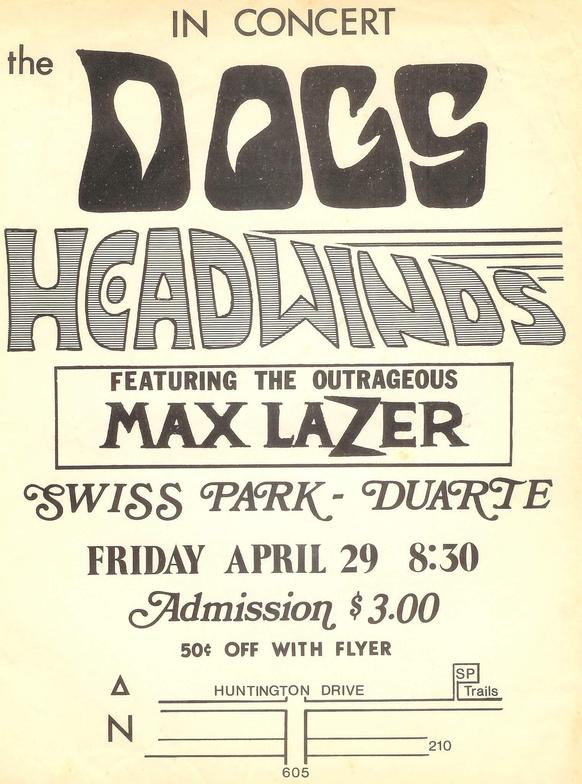 IN CONCERT
the
DOGS
HEADWINDS
FEATURING THE OUTRAGEOUS
MAX LAZER
SWISS PARK - DUARTE
FRIDAY APRIL 29 8:30
Admission $3.00
50¢ OFF WITH FLYER
SP
HUNTINGTON DRIVE
Trails
N
210
605